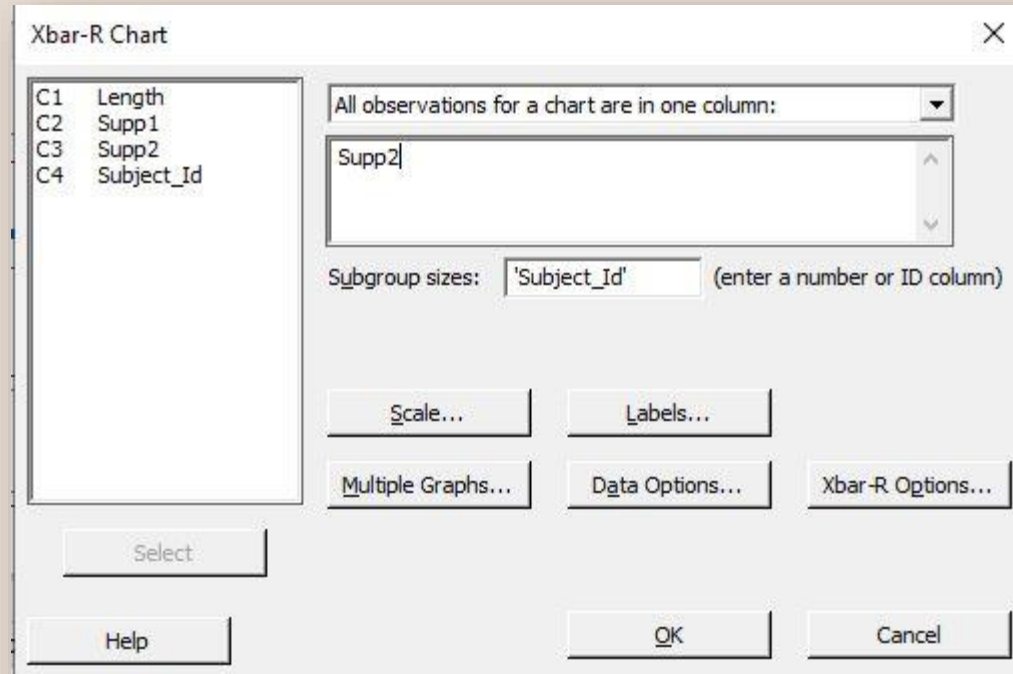 Xbar-R Chart
C1 Length
C2 Supp1
C3 Supp2
C4 Subject_Id
All observations for a chart are in one column:
Supp2
Subgroup sizes: 'Subject_Id' (enter a number or ID column)
Scale... Labels...
Multiple Graphs... Data Options... Xbar-R Options...
Select
Help OK Cancel